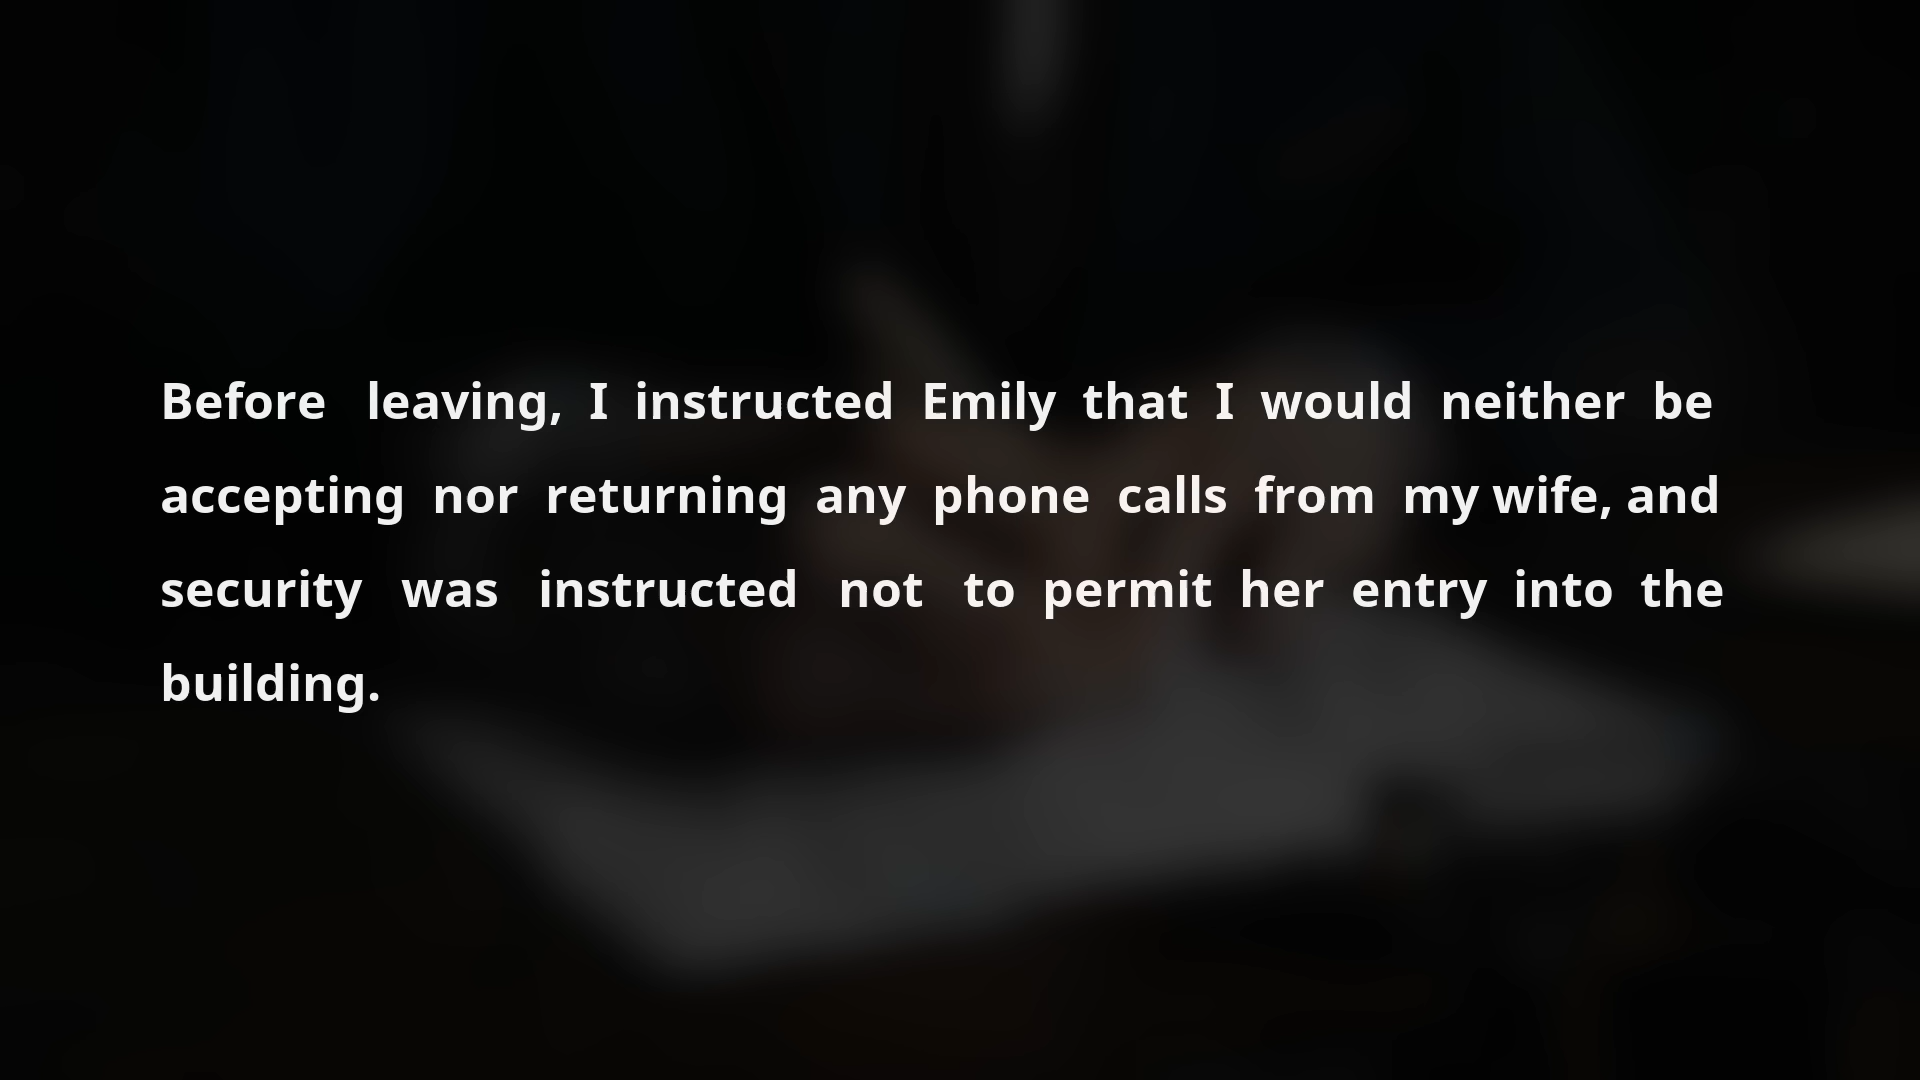 Before leaving, I instructed Emily that I would neither be
accepting nor returning any phone calls from my wife, and
security was instructed not to permit her entry into the
building.